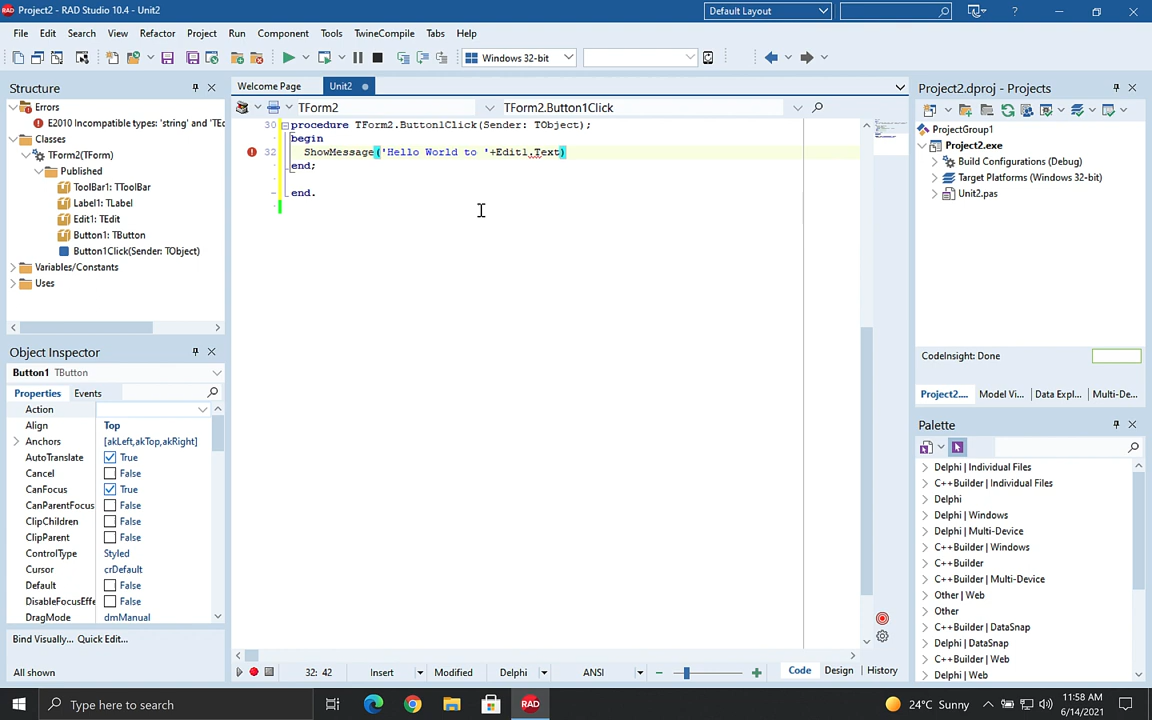 Project2 - RAD Studio 10.4 - Unit2
Default Layout
File Edit Search View Refactor Project Run Component Tools TwineCompile Tabs Help
Windows 32-bit
Structure
Errors
E2010 Incompatible types: 'string' and 'TEc
Classes
TForm2(TForm)
Published
ToolBar1: TToolBar
Label1: TLabel
Edit1: TEdit
Button1: TButton
Button1Click(Sender: TObject)
Variables/Constants
Uses
Object Inspector
Button1 TButton
Properties Events
Action
Align Top
Anchors [akLeft,akTop,akRight]
AutoTranslate True
Cancel False
CanFocus True
CanParentFocus False
ClipChildren False
ClipParent False
ControlType Styled
Cursor crDefault
Default False
DisableFocusEffe False
DragMode dmManual
Bind Visually... Quick Edit...
All shown
Welcome Page Unit2
TForm2 TForm2.Button1Click
30 procedure TForm2.Button1Click(Sender: TObject);
begin
32 ShowMessage('Hello World to '+Edit1.Text)
end;
end.
32: 42 Insert Modified Delphi ANSI Code Design History
Project2.dproj - Projects
ProjectGroup1
Project2.exe
Build Configurations (Debug)
Target Platforms (Windows 32-bit)
Unit2.pas
CodeInsight: Done
Project2.... Model Vi... Data Expl... Multi-De...
Palette
Delphi | Individual Files
C++Builder | Individual Files
Delphi
Delphi | Windows
Delphi | Multi-Device
C++Builder | Windows
C++Builder
C++Builder | Multi-Device
Other | Web
Other
C++Builder | DataSnap
Delphi | DataSnap
C++Builder | Web
Delphi | Web
Type here to search
RAD
24°C Sunny
11:58 AM
6/14/2021